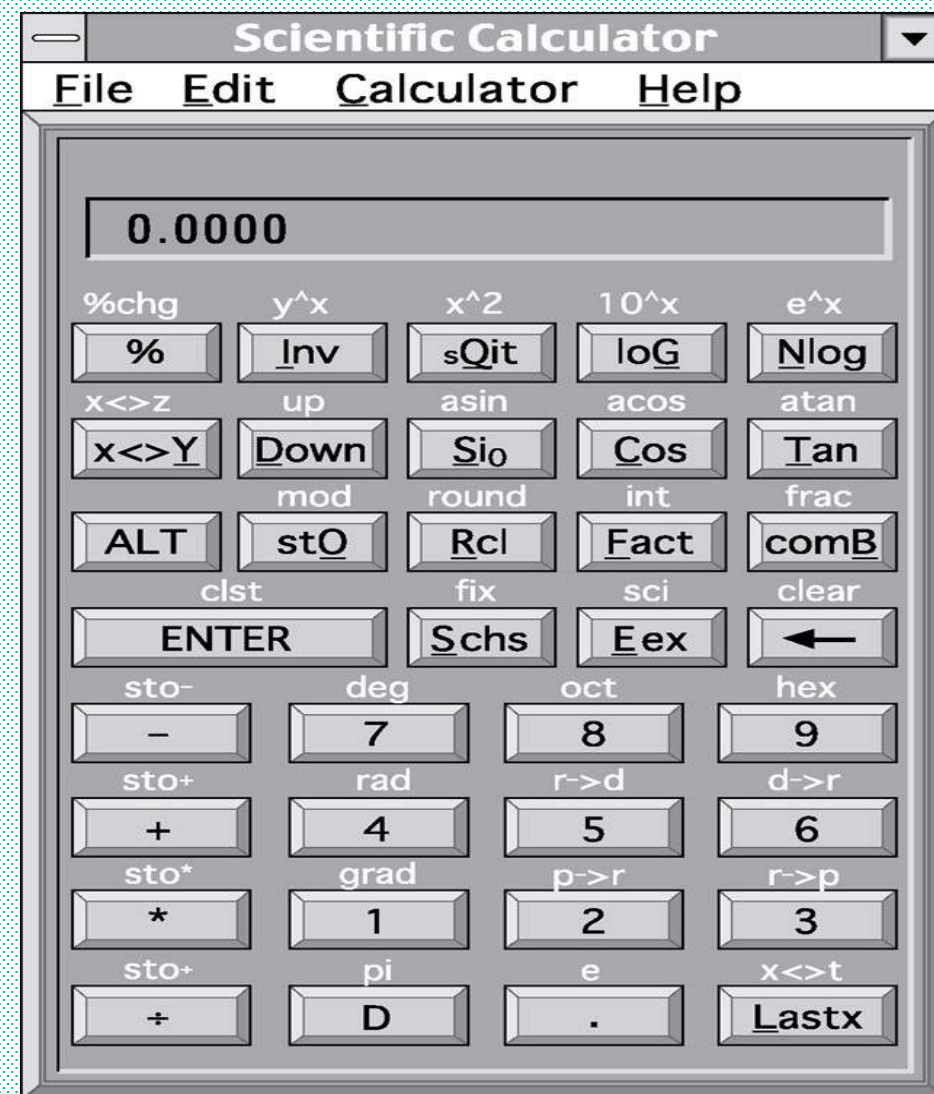 Scientific Calculator
File Edit Calculator Help
0.0000
%chg y^x x^2 10^x e^x
% Inv sQit loG Nlog
x<>z up asin acos atan
x<>Y Down Si0 Cos Tan
mod round int frac
ALT stO Rcl Fact comB
clst fix sci clear
ENTER Schs Eex ←
sto- deg oct hex
− 7 8 9
sto+ rad r->d d->r
+ 4 5 6
sto* grad p->r r->p
* 1 2 3
sto+ pi e x<>t
÷ D . Lastx